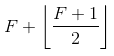 F + ⌊(F + 1)/2⌋